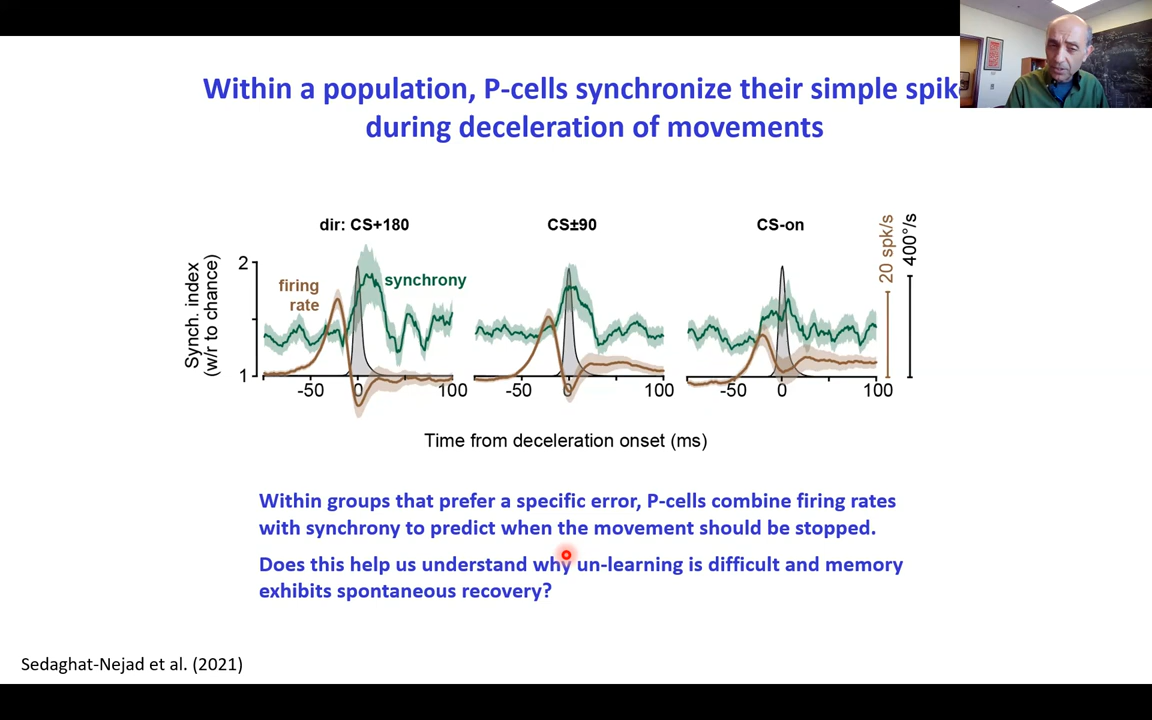 Within a population, P-cells synchronize their simple spik
during deceleration of movements
dir: CS+180
CS±90
CS-on
20 spk/s
400°/s
Synch. index
(w/r to chance)
2
1
firing
rate
synchrony
-50 0 100
-50 0 100
-50 0 100
Time from deceleration onset (ms)
Within groups that prefer a specific error, P-cells combine firing rates
with synchrony to predict when the movement should be stopped.
Does this help us understand why un-learning is difficult and memory
exhibits spontaneous recovery?
Sedaghat-Nejad et al. (2021)